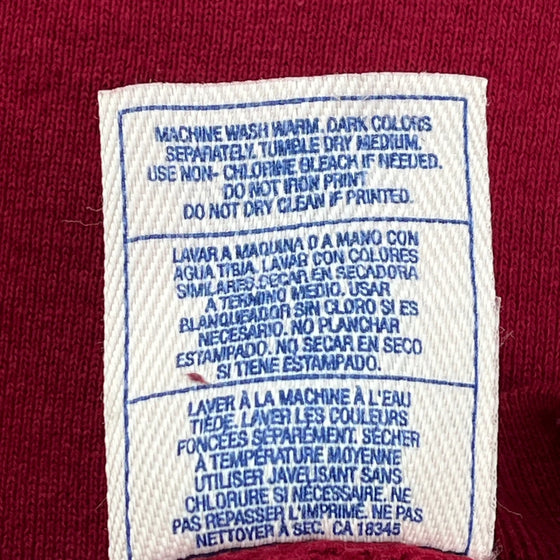 MACHINE WASH WARM. DARK COLORS
SEPARATELY. TUMBLE DRY MEDIUM.
USE NON- CHLORINE BLEACH IF NEEDED.
DO NOT IRON PRINT
DO NOT DRY CLEAN IF PRINTED.
LAVAR A MAQUINA D A MANO CON
AGUA TIBIA. LAVAR CON COLORES
SIMILARES. SECAR EN SECADORA
A TERMINO MEDIO. USAR
BLANQUEADOR SIN CLORO SI ES
NECESARIO. NO PLANCHAR
ESTAMPADO. NO SECAR EN SECO
SI TIENE ESTAMPADO.
LAVER À LA MACHINE À L'EAU
TIÈDE. LAVER LES COULEURS
FONCÉES SÉPARÉMENT. SÉCHER
À TEMPÉRATURE MOYENNE
UTILISER JAVELISANT SANS
CHLORURE SI NÉCESSAIRE. NE
PAS REPASSER L'IMPRIMÉ. NE PAS
NETTOYER À SEC. CA 18345